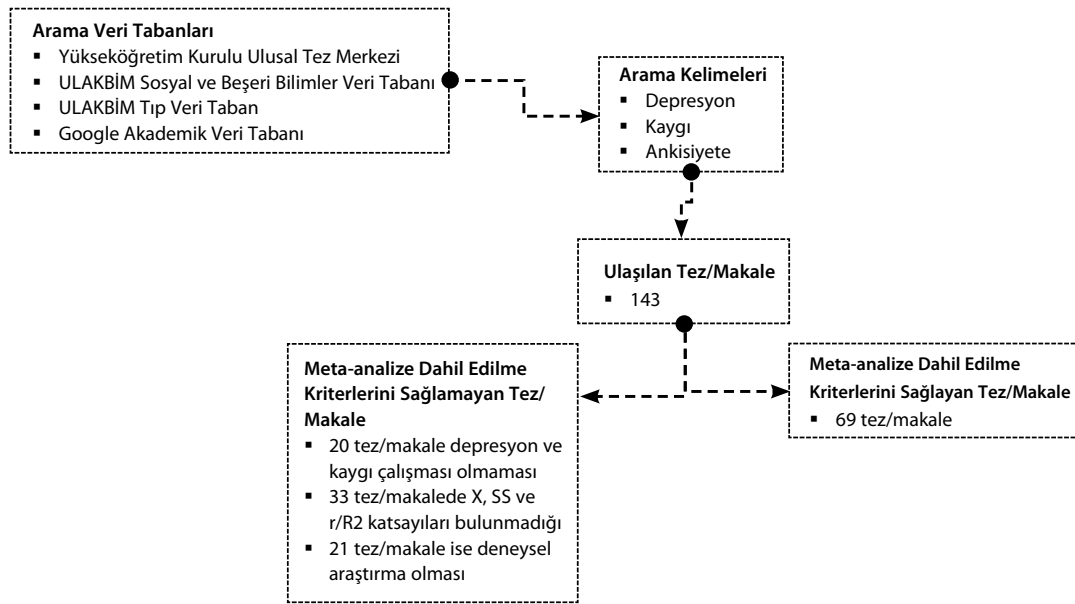 Arama Veri Tabanları
▪ Yükseköğretim Kurulu Ulusal Tez Merkezi
▪ ULAKBİM Sosyal ve Beşeri Bilimler Veri Tabanı
▪ ULAKBİM Tıp Veri Taban
▪ Google Akademik Veri Tabanı
Arama Kelimeleri
▪ Depresyon
▪ Kaygı
▪ Ankisiyete
Ulaşılan Tez/Makale
▪ 143
Meta-analize Dahil Edilme
Kriterlerini Sağlamayan Tez/
Makale
▪ 20 tez/makale depresyon ve
kaygı çalışması olmaması
▪ 33 tez/makalede X, SS ve
r/R2 katsayıları bulunmadığı
▪ 21 tez/makale ise deneysel
araştırma olması
Meta-analize Dahil Edilme
Kriterlerini Sağlayan Tez/Makale
▪ 69 tez/makale